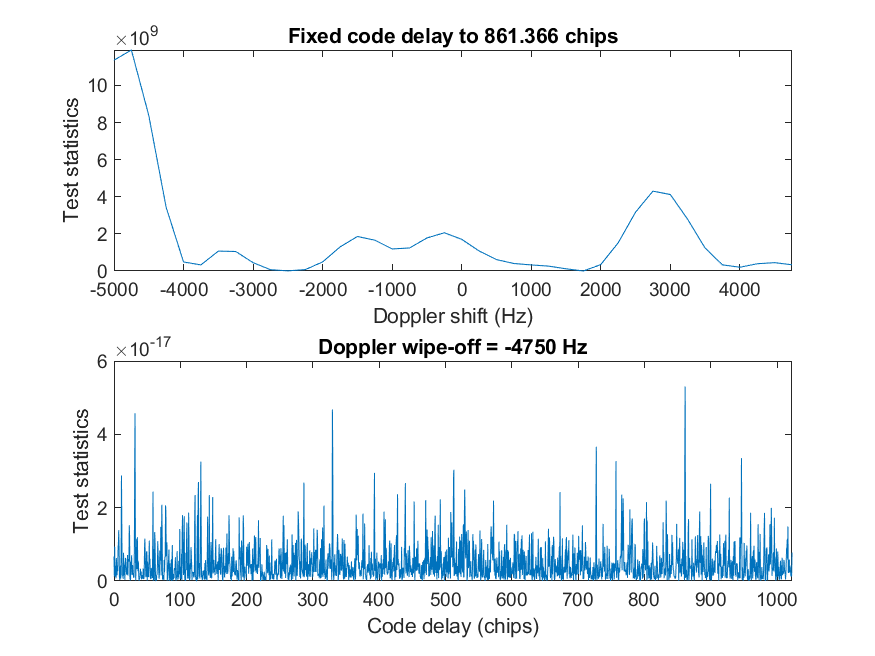 ×10^9
Fixed code delay to 861.366 chips
10
8
6
4
2
0
Test statistics
-5000 -4000 -3000 -2000 -1000 0 1000 2000 3000 4000
Doppler shift (Hz)
×10^-17
Doppler wipe-off = -4750 Hz
6
4
2
0
Test statistics
0 100 200 300 400 500 600 700 800 900 1000
Code delay (chips)